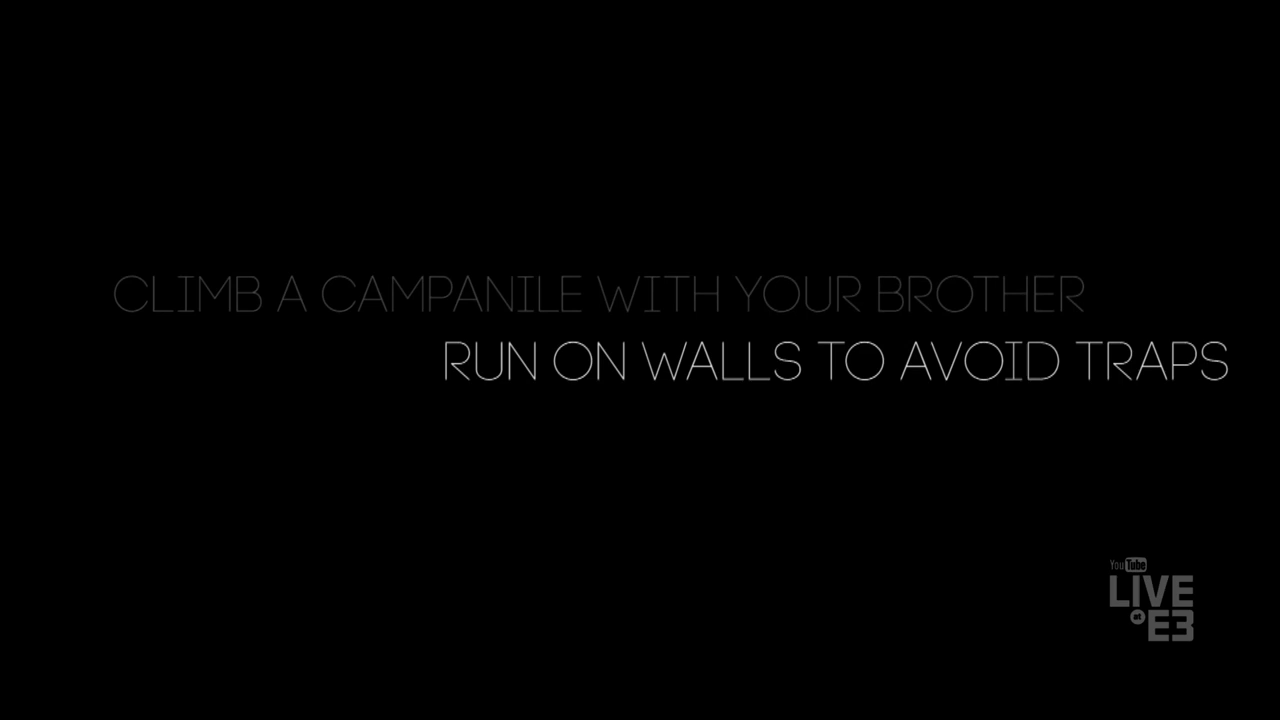 CLIMB A CAMPANILE WITH YOUR BROTHER
RUN ON WALLS TO AVOID TRAPS
YouTube
LIVE
at E3